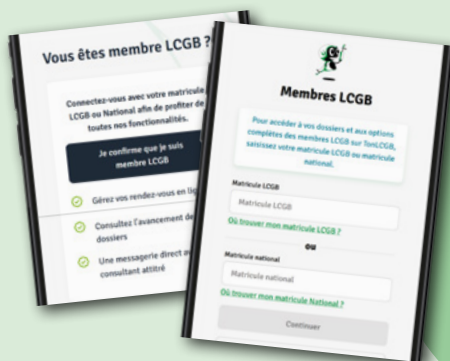 Vous êtes membre LCGB ?
Connectez-vous avec votre matricule
LCGB ou National afin de profiter de
toutes nos fonctionnalités.
Je confirme que je suis
membre LCGB
Gérez vos rendez-vous en lig
Consultez l'avancement de
dossiers
Une messagerie direct a
consultant attitré
Membres LCGB
Pour accéder à vos dossiers et aux options
complètes des membres LCGB sur TonLCGB,
saisissez votre matricule LCGB ou matricule
national.
Matricule LCGB
Matricule LCGB
Où trouver mon matricule LCGB ?
ou
Matricule national
Matricule national
Où trouver mon matricule National ?
Continuer